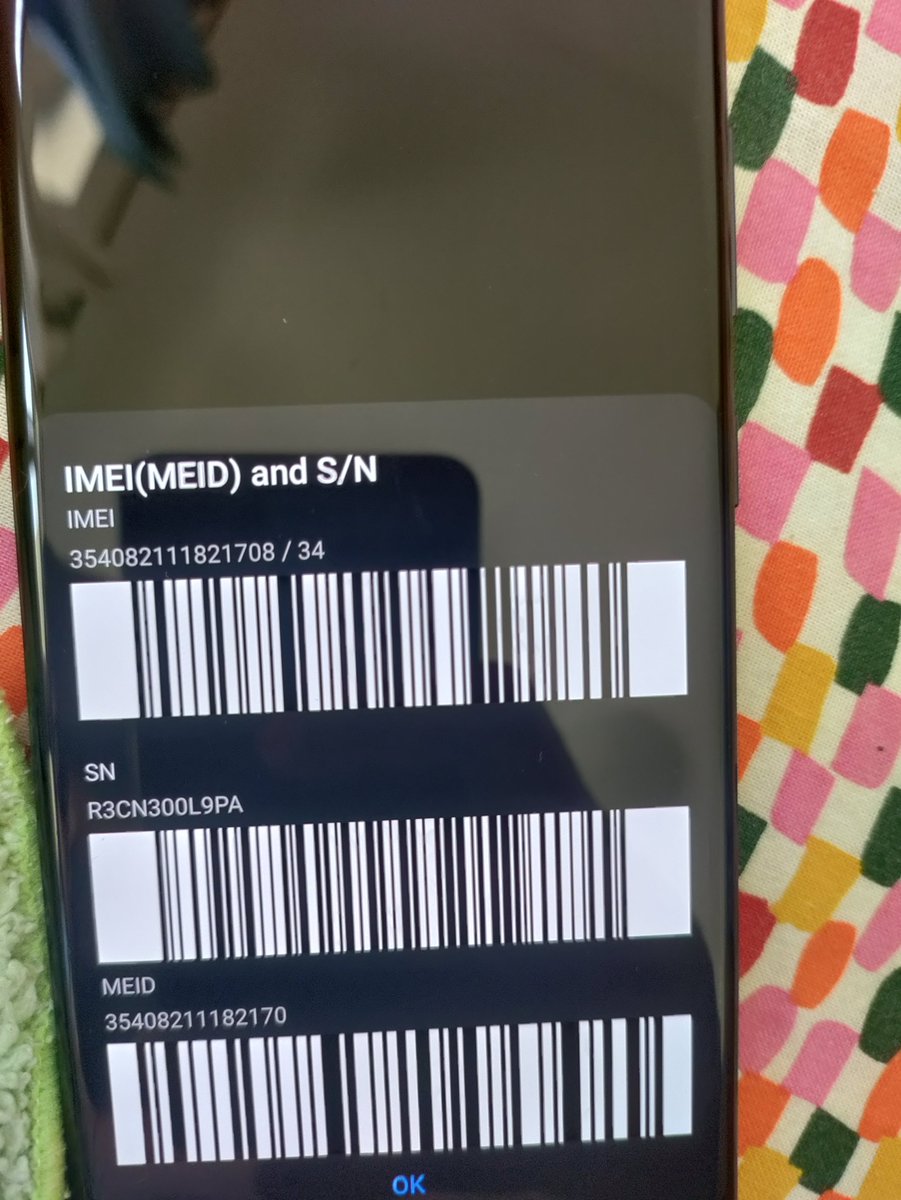 IMEI(MEID) and S/N
IMEI
354082111821708 / 34
SN
R3CN300L9PA
MEID
35408211182170
OK